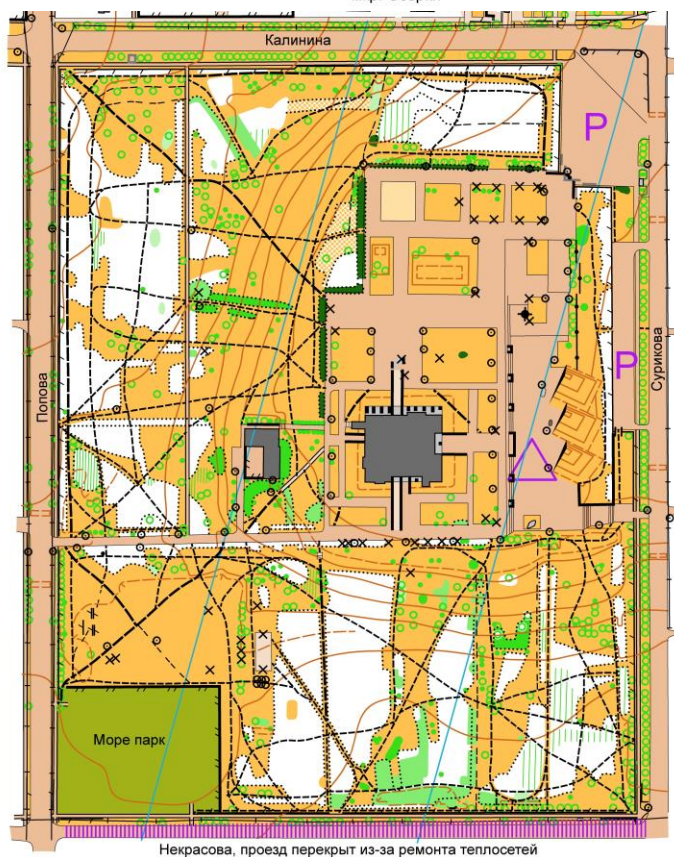 Калинина
P
P
Попова
Сурикова
Море парк
Некрасова, проезд перекрыт из-за ремонта теплосетей